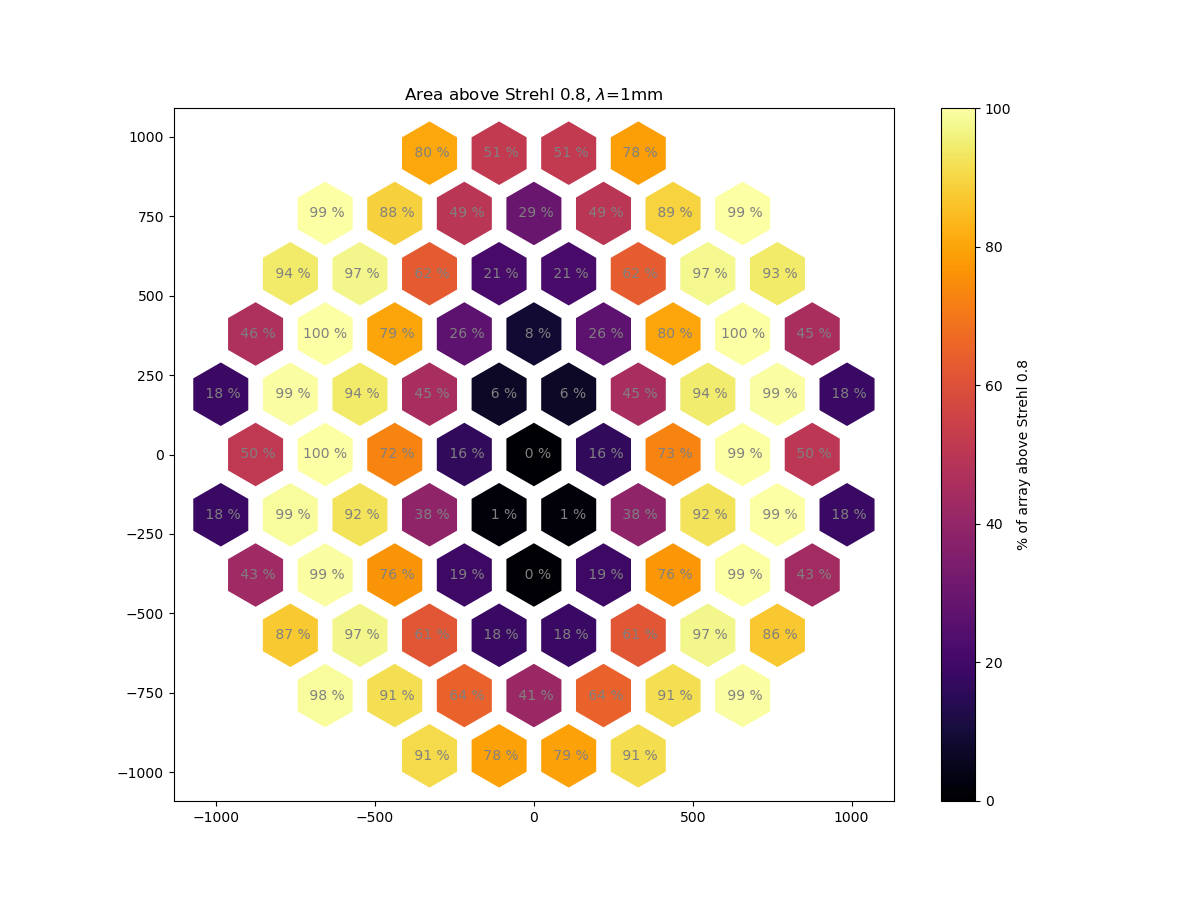 Area above Strehl 0.8, λ=1mm
1000
750
500
250
0
−250
−500
−750
−1000
80 % 51 % 51 % 78 %
99 % 88 % 49 % 29 % 49 % 89 % 99 %
94 % 97 % 21 % 21 % 97 % 93 %
46 % 100 % 79 % 26 % 8 % 26 % 80 % 100 % 45 %
18 % 99 % 94 % 45 % 6 % 6 % 45 % 94 % 99 % 18 %
50 % 100 % 72 % 16 % 0 % 16 % 73 % 99 % 50 %
18 % 99 % 92 % 38 % 1 % 1 % 38 % 92 % 99 % 18 %
43 % 99 % 76 % 19 % 0 % 19 % 76 % 99 % 43 %
87 % 97 % 18 % 18 % 97 % 86 %
98 % 91 % 64 % 41 % 64 % 91 % 99 %
91 % 78 % 79 % 91 %
−1000 −500 0 500 1000
100
80
60
40
20
0
% of array above Strehl 0.8